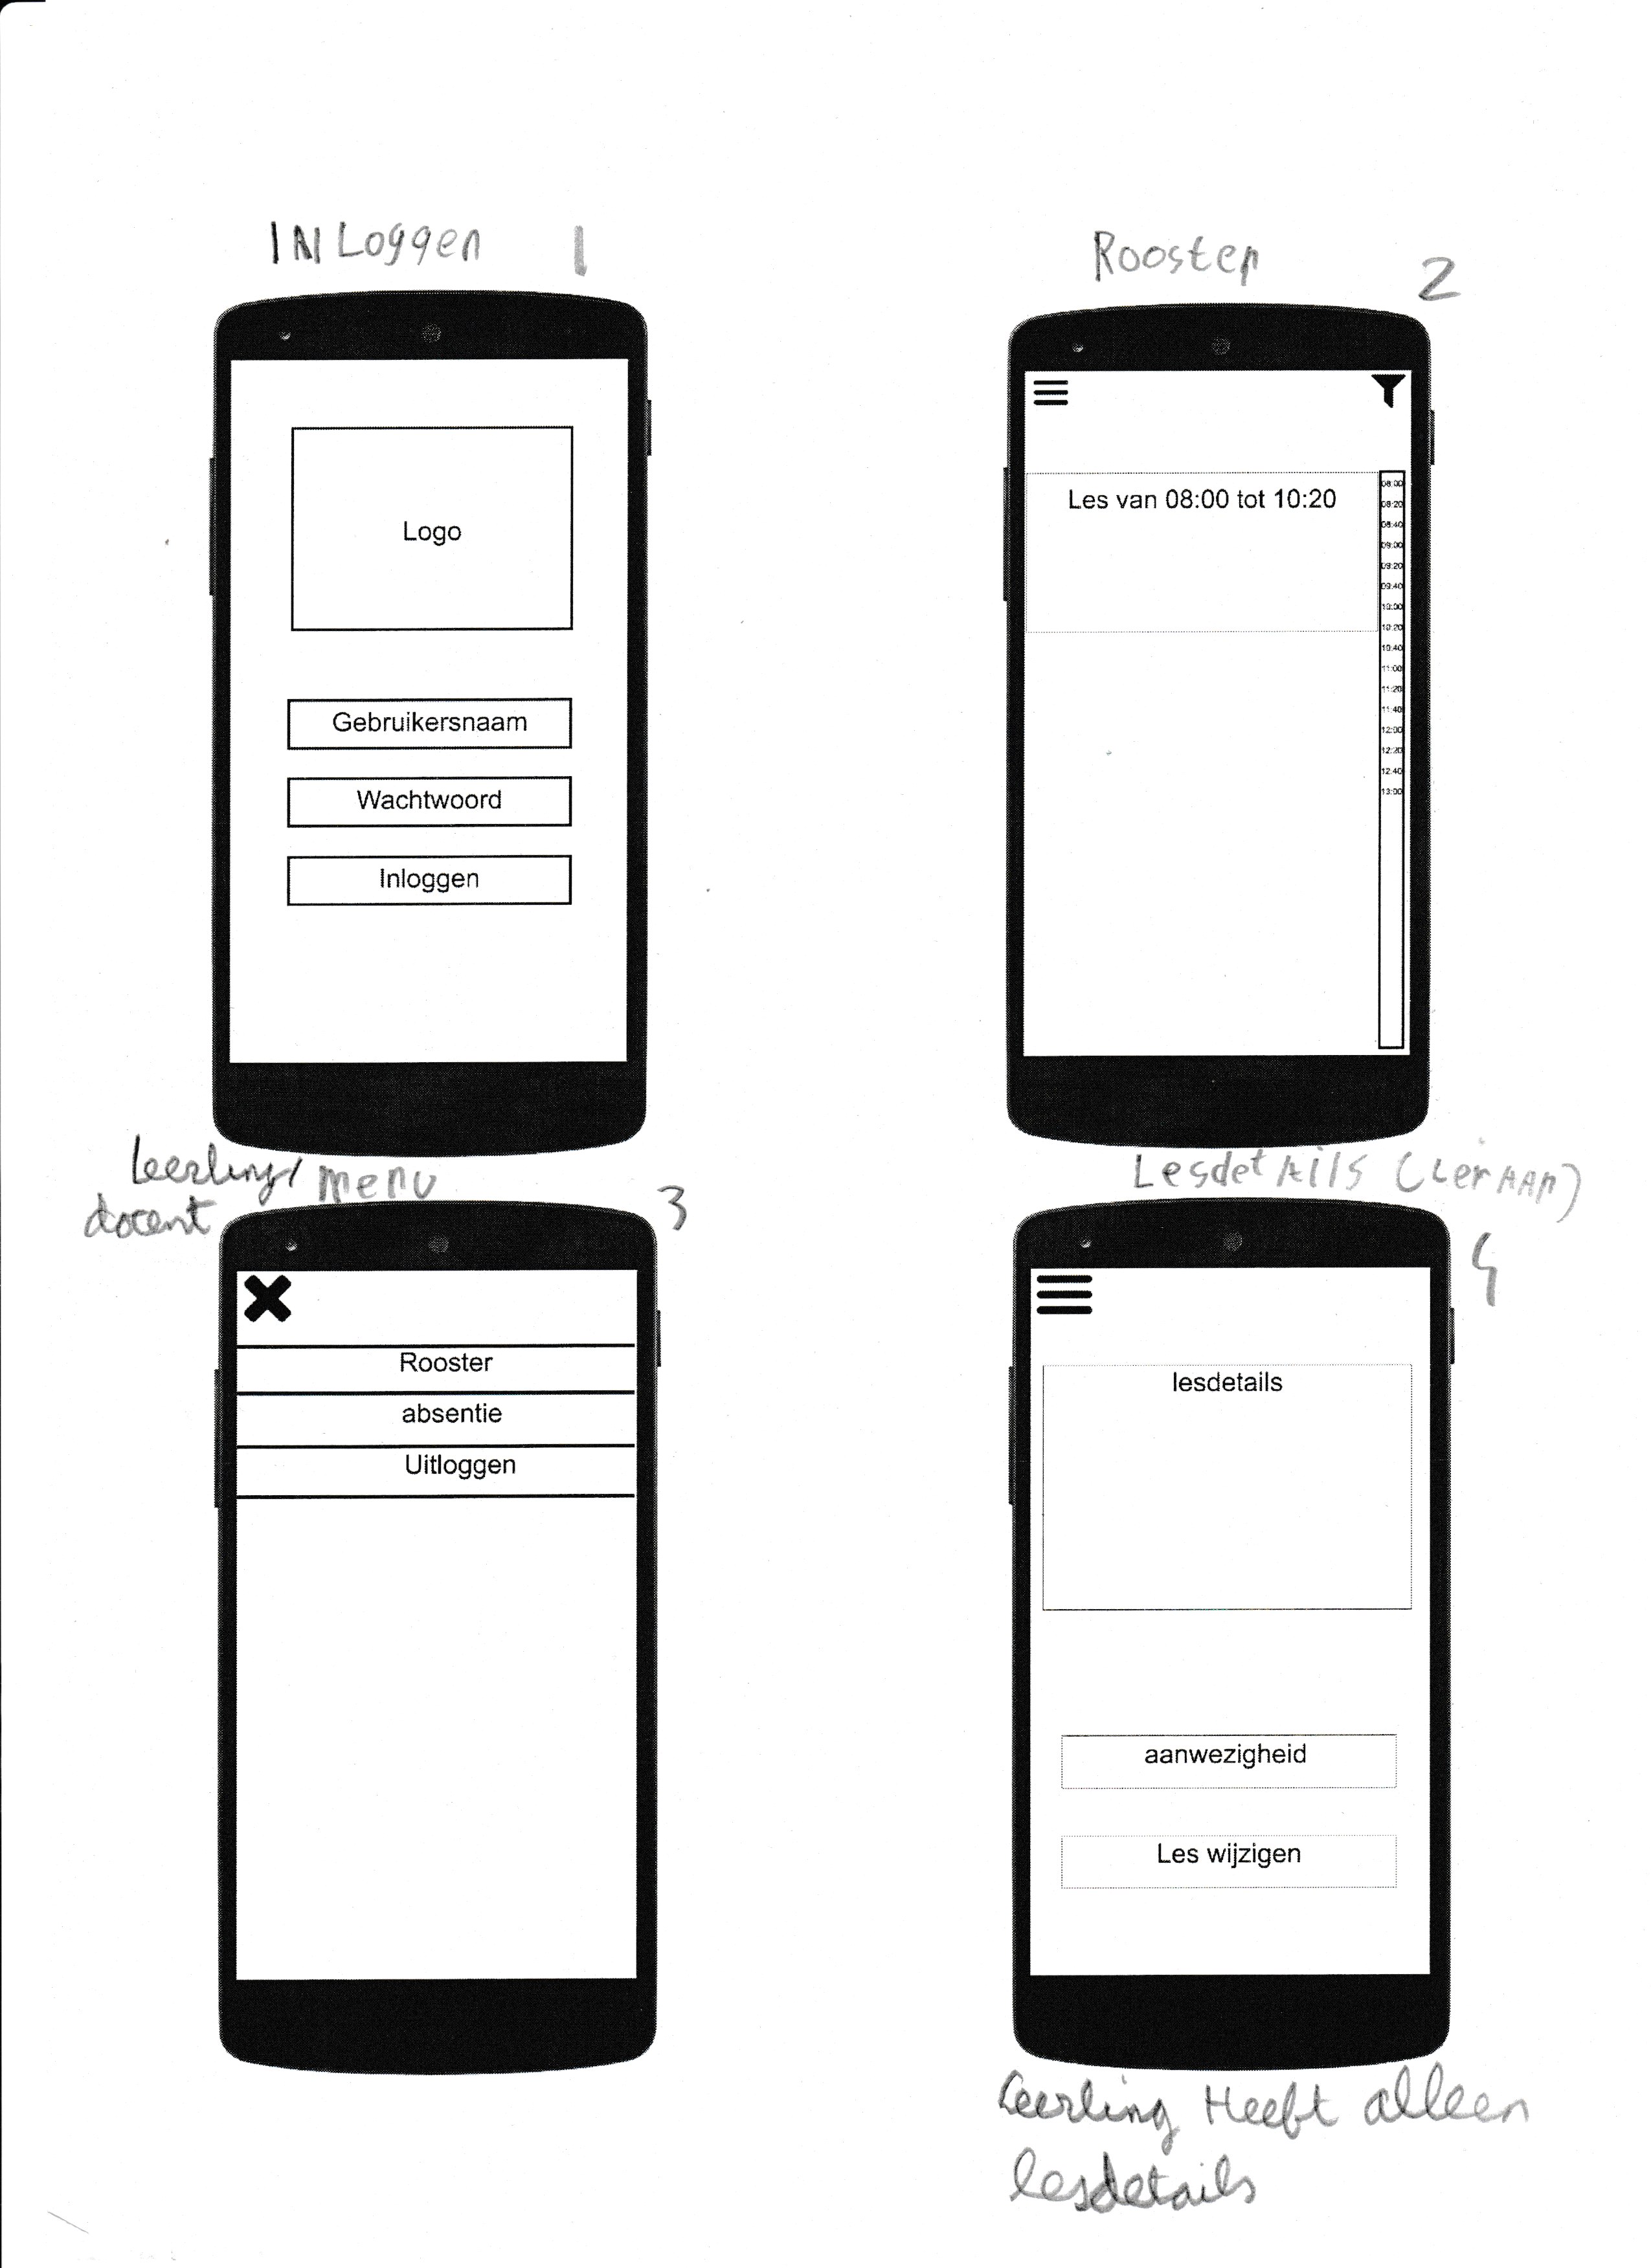 INLoggen 1
Logo
Gebruikersnaam
Wachtwoord
Inloggen
Rooster 2
Les van 08:00 tot 10:20
08:00
08:20
08:40
09:00
09:20
09:40
10:00
10:20
10:40
11:00
11:20
11:40
12:00
12:20
12:40
13:00
Leerling/ menu 3
docent
Rooster
absentie
Uitloggen
LesdetAils (LerAAr)
4
lesdetails
aanwezigheid
Les wijzigen
Leerling Heeft alleen
lesdetails